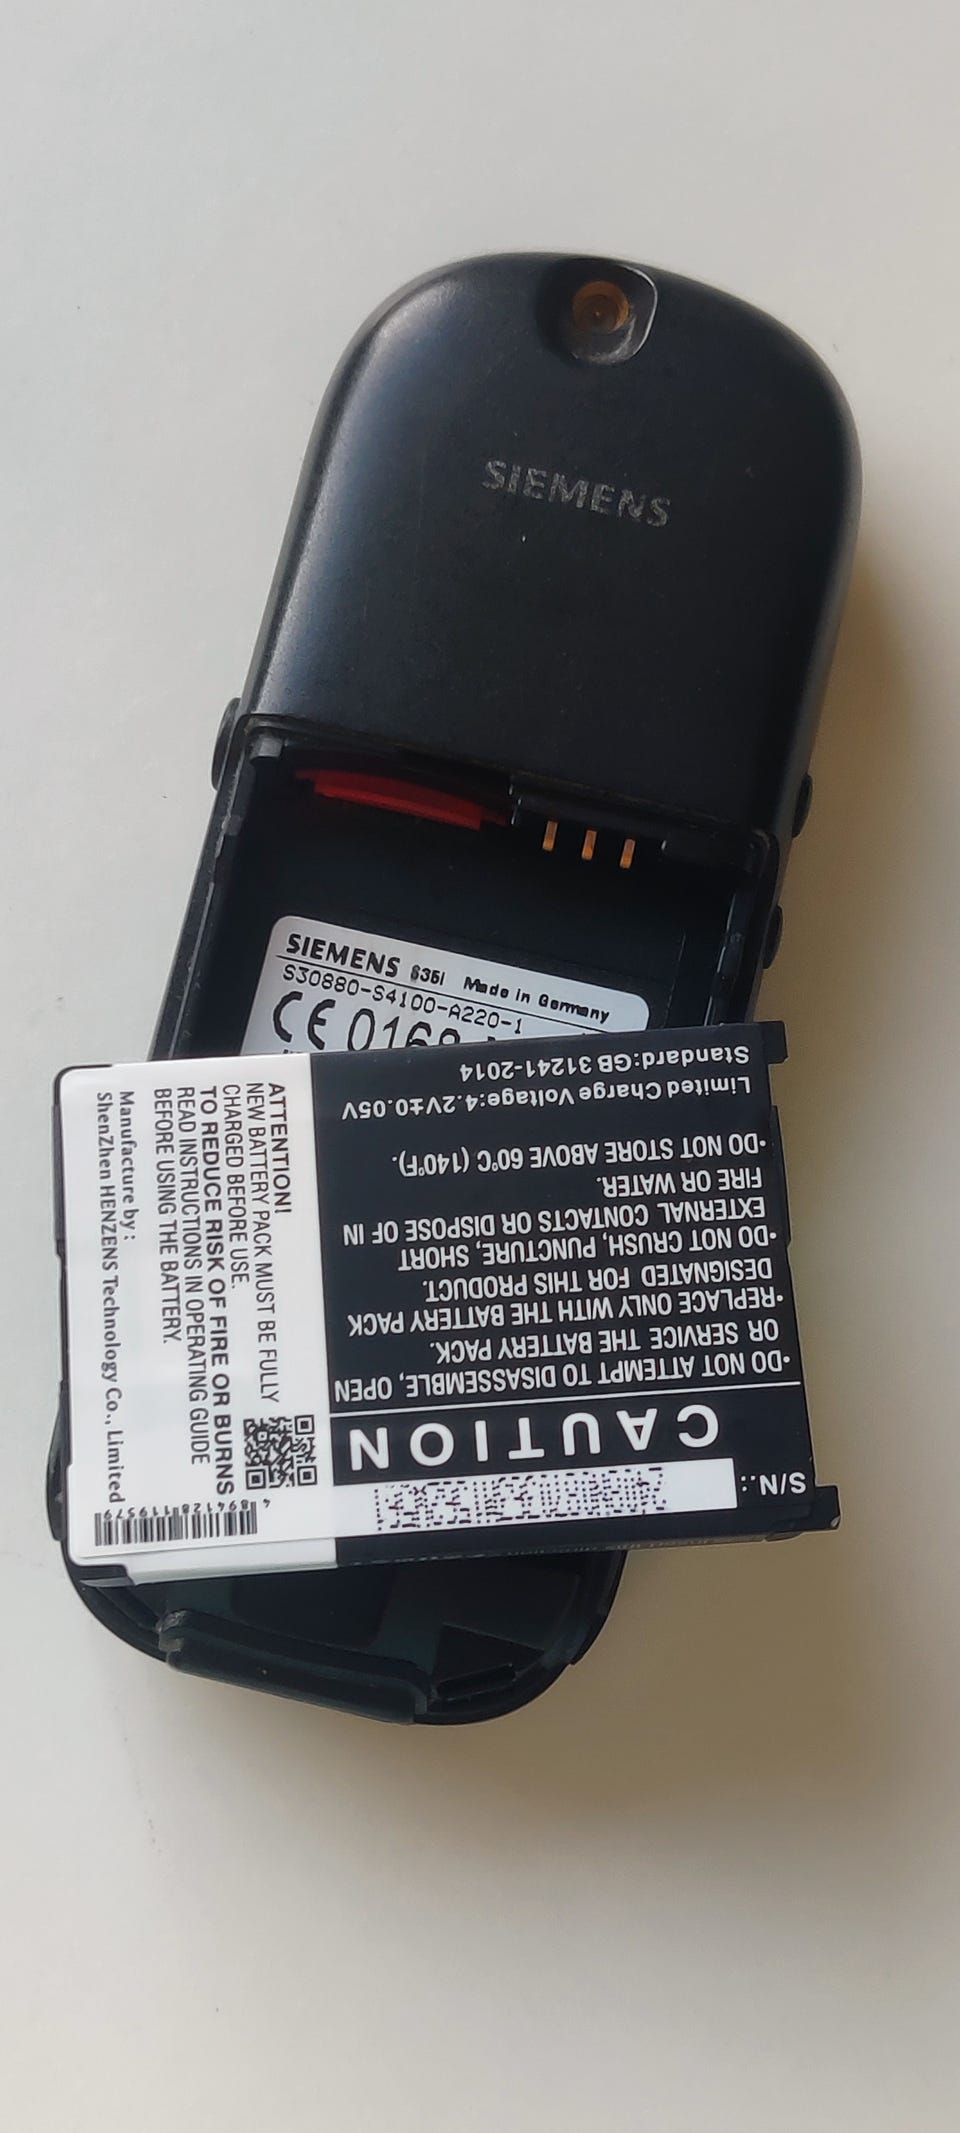 SIEMENS
SIEMENS S35i Made in Germany
S30880-S4100-A220-1
CE 0168
ATTENTION!
NEW BATTERY PACK MUST BE FULLY
CHARGED BEFORE USE.
TO REDUCE RISK OF FIRE OR BURNS
READ INSTRUCTIONS IN OPERATING GUIDE
BEFORE USING THE BATTERY.
Manufacture by :
ShenZhen HENZENS Technology Co., Limited
4 894128 119579
S/N.:
CAUTION
•DO NOT ATTEMPT TO DISASSEMBLE, OPEN
OR SERVICE THE BATTERY PACK.
•REPLACE ONLY WITH THE BATTERY PACK
DESIGNATED FOR THIS PRODUCT.
•DO NOT CRUSH, PUNCTURE, SHORT
EXTERNAL CONTACTS OR DISPOSE OF IN
FIRE OR WATER.
•DO NOT STORE ABOVE 60°C (140°F).
Limited Charge Voltage:4.2V±0.05V
Standard:GB 31241-2014